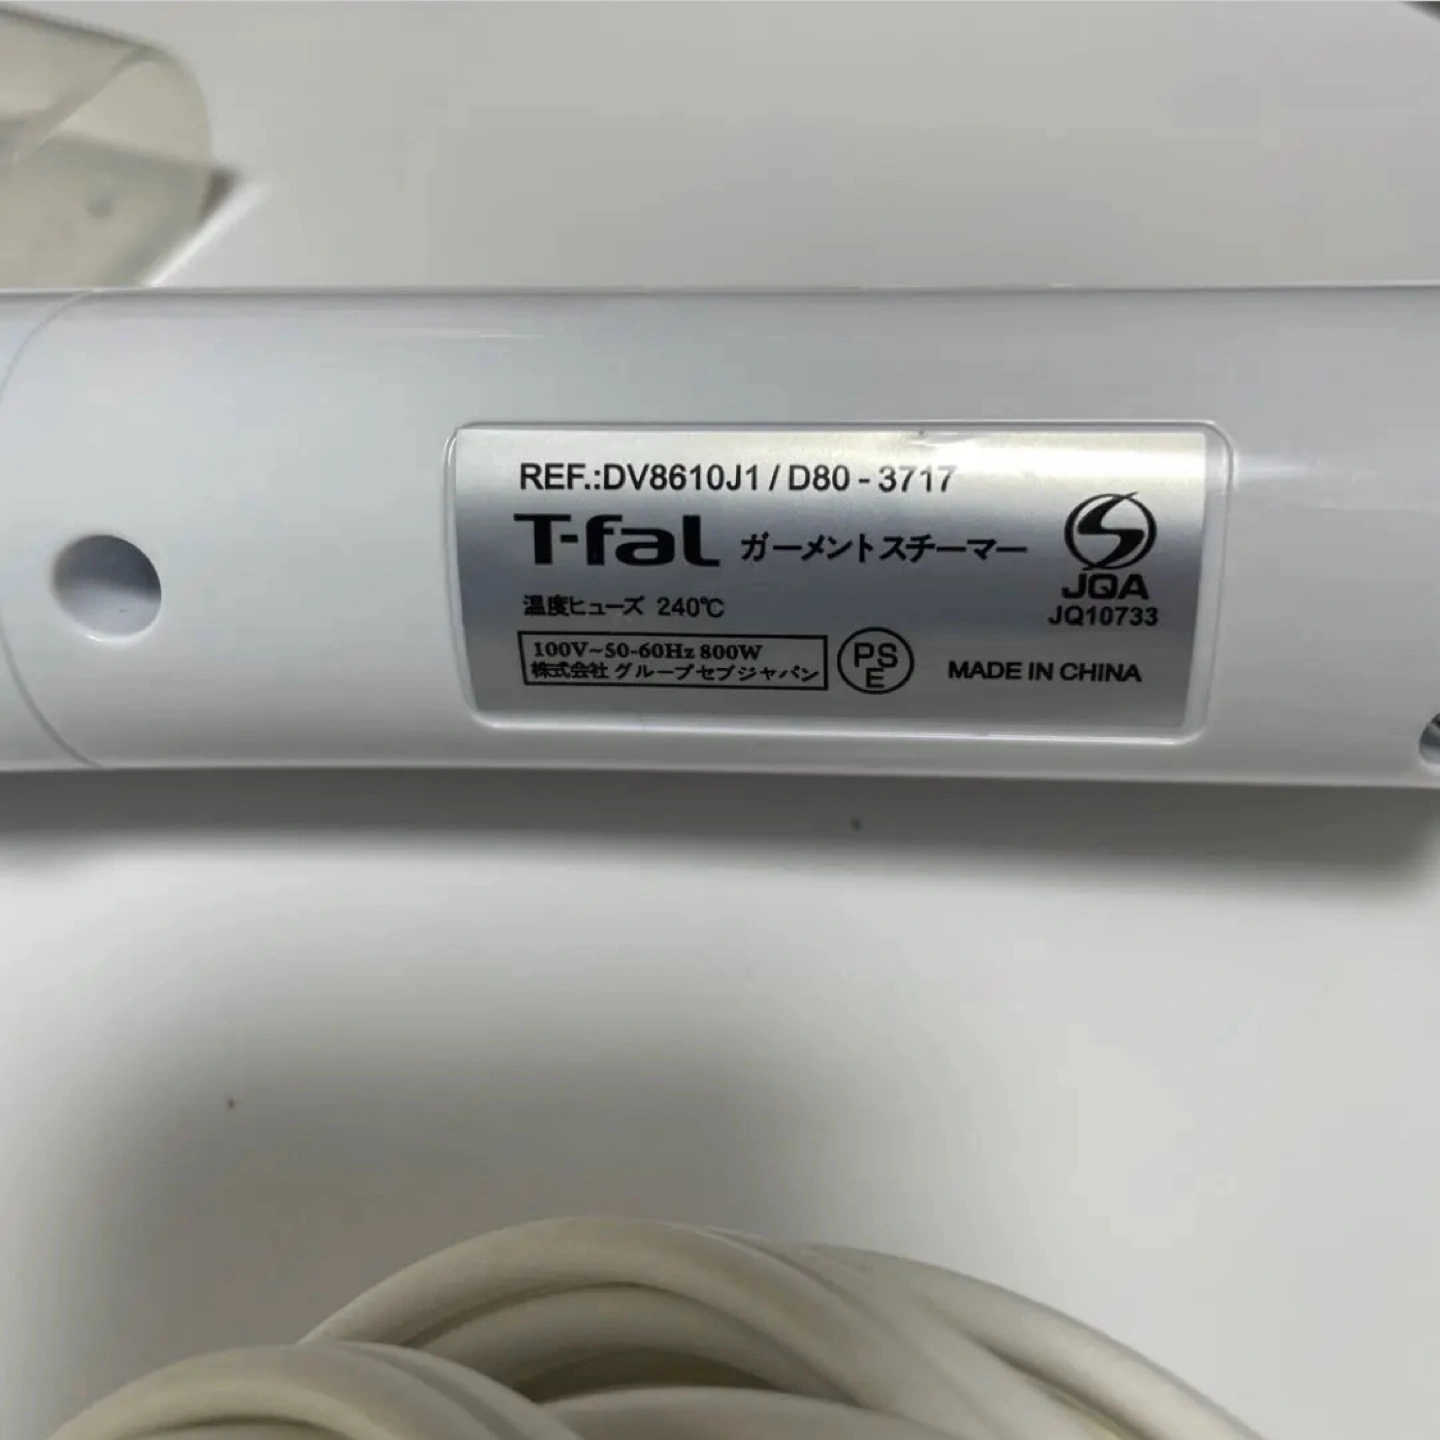 REF.:DV8610J1 / D80 - 3717
T-fal ガーメントスチーマー
JQA
JQ10733
温度ヒューズ 240℃
100V~50-60Hz 800W
株式会社 グループセブジャパン
PS
E
MADE IN CHINA